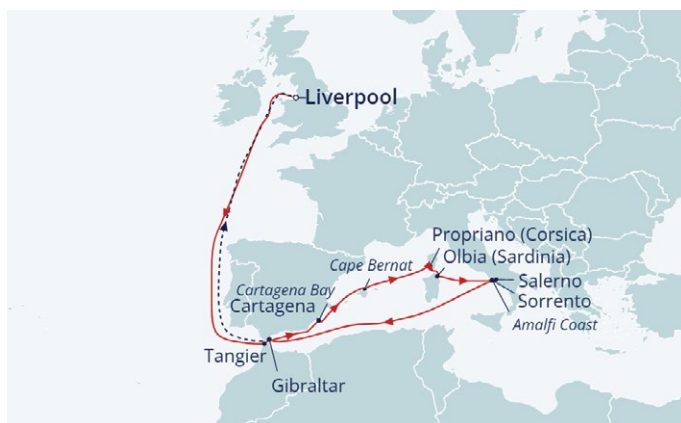 Liverpool
Propriano (Corsica)
Olbia (Sardinia)
Cape Bernat
Cartagena Bay
Cartagena
Salerno
Sorrento
Amalfi Coast
Tangier
Gibraltar